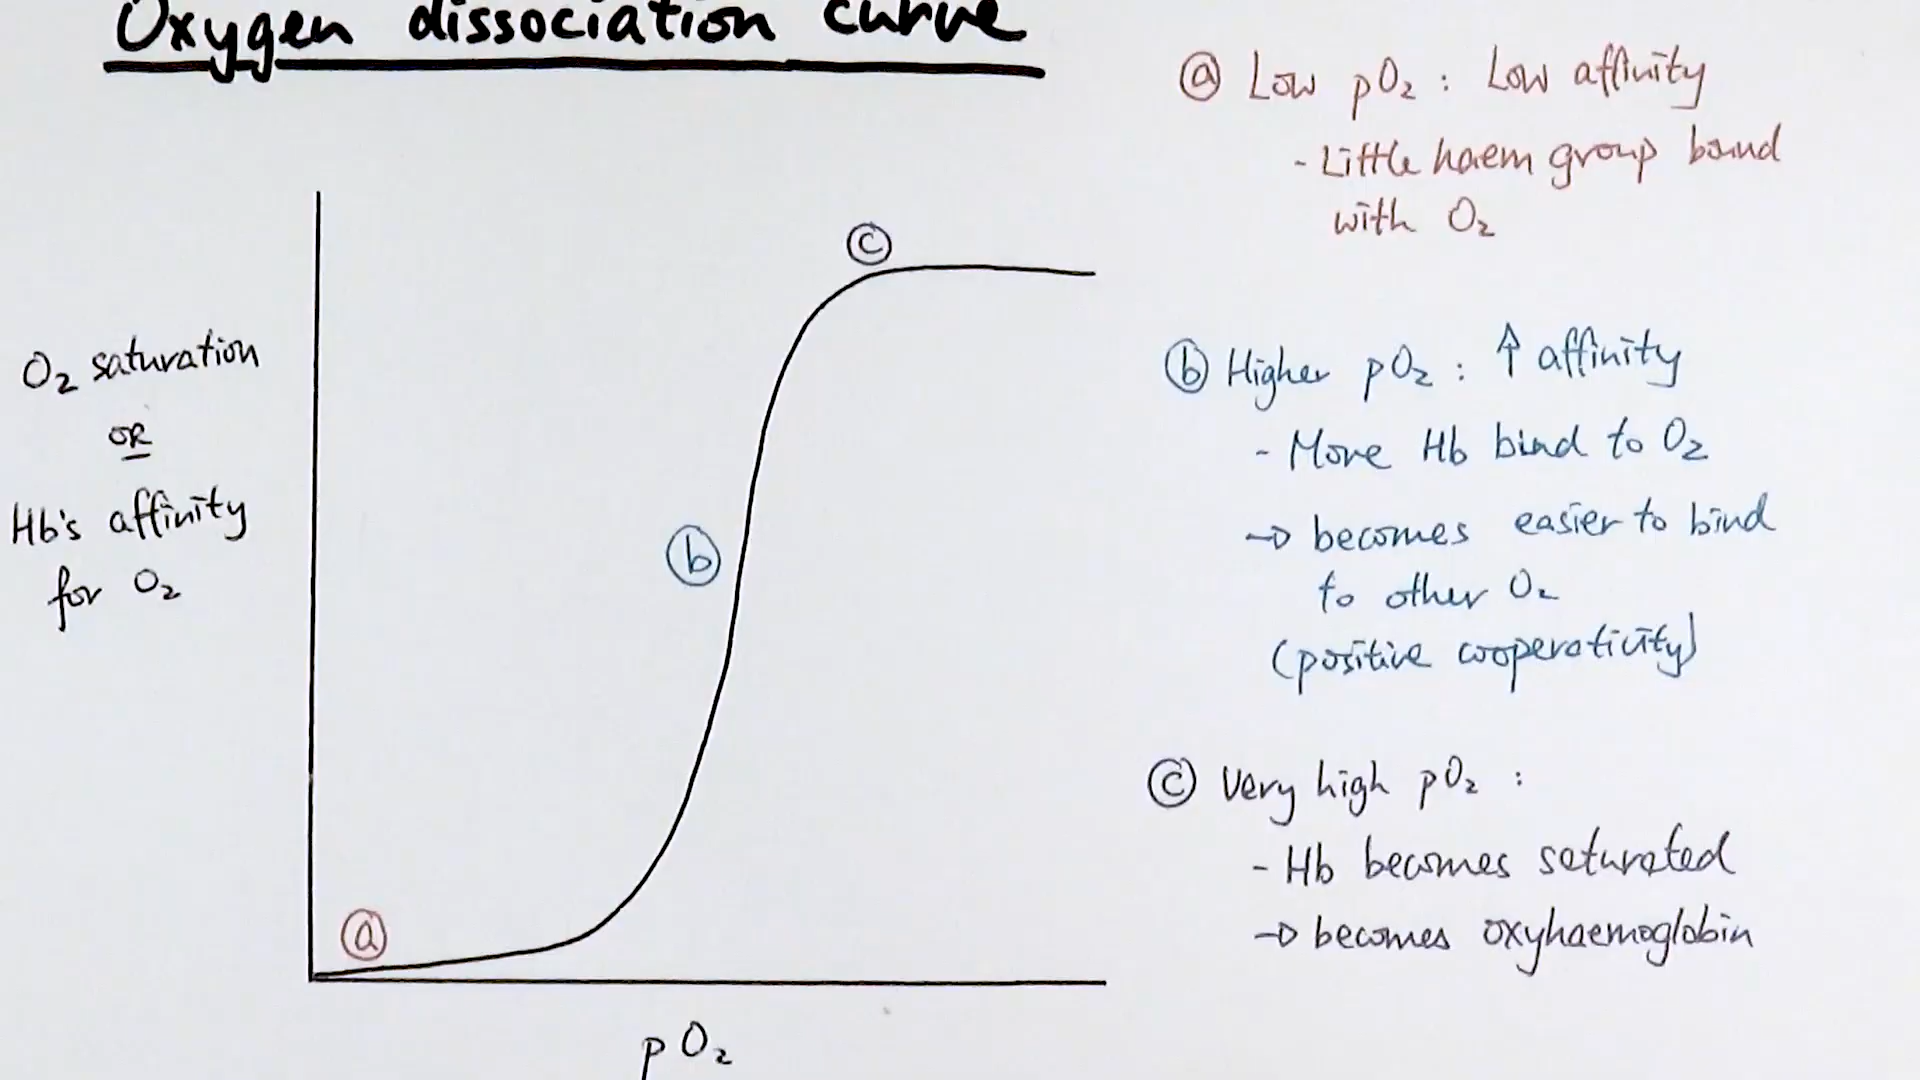 Oxygen dissociation curve
O₂ saturation
OR
Hb's affinity
for O₂
ⓐ
ⓑ
ⓒ
pO₂
ⓐ Low pO₂ : Low affinity
- Little haem group bound
with O₂
ⓑ Higher pO₂ : ↑ affinity
- More Hb bind to O₂
→ becomes easier to bind
to other O₂
(positive cooperativity)
ⓒ Very high pO₂ :
- Hb becomes saturated
→ becomes oxyhaemoglobin